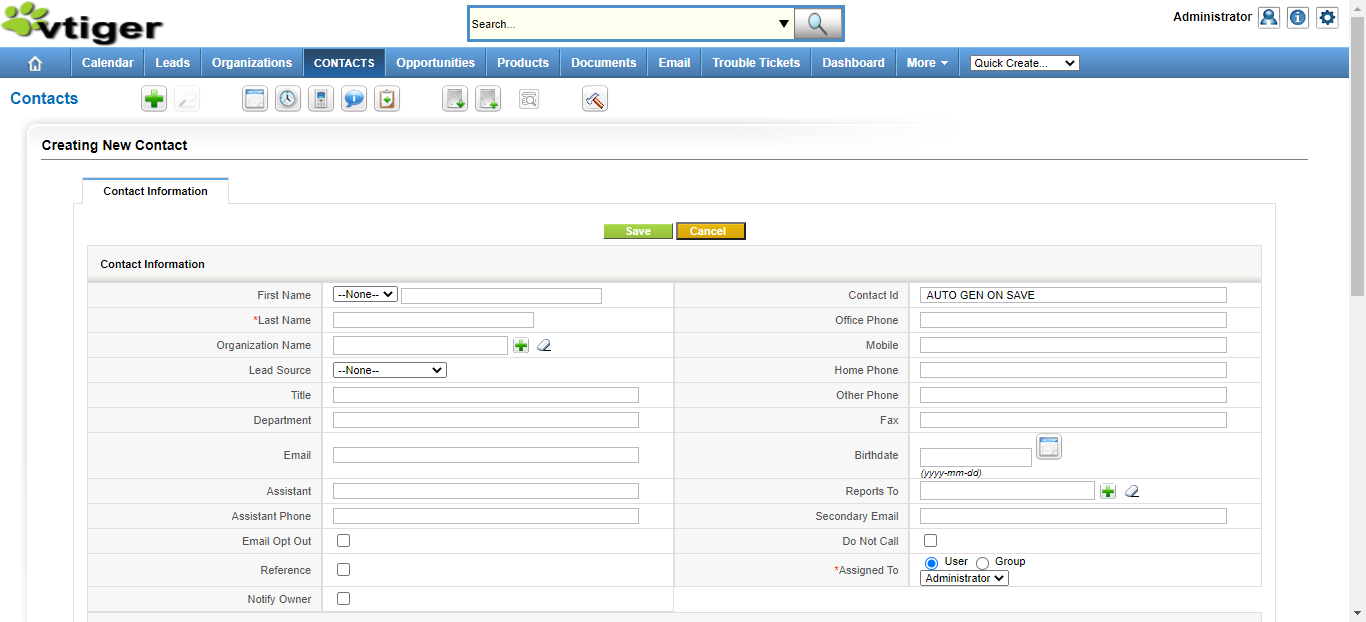 vtiger
Search...
Administrator
Calendar Leads Organizations CONTACTS Opportunities Products Documents Email Trouble Tickets Dashboard More Quick Create...
Contacts
Creating New Contact
Contact Information
Save Cancel
Contact Information
First Name --None-- Contact Id AUTO GEN ON SAVE
*Last Name Office Phone
Organization Name Mobile
Lead Source --None-- Home Phone
Title Other Phone
Department Fax
Email Birthdate
(yyyy-mm-dd)
Assistant Reports To
Assistant Phone Secondary Email
Email Opt Out Do Not Call
Reference *Assigned To User Group
Administrator
Notify Owner